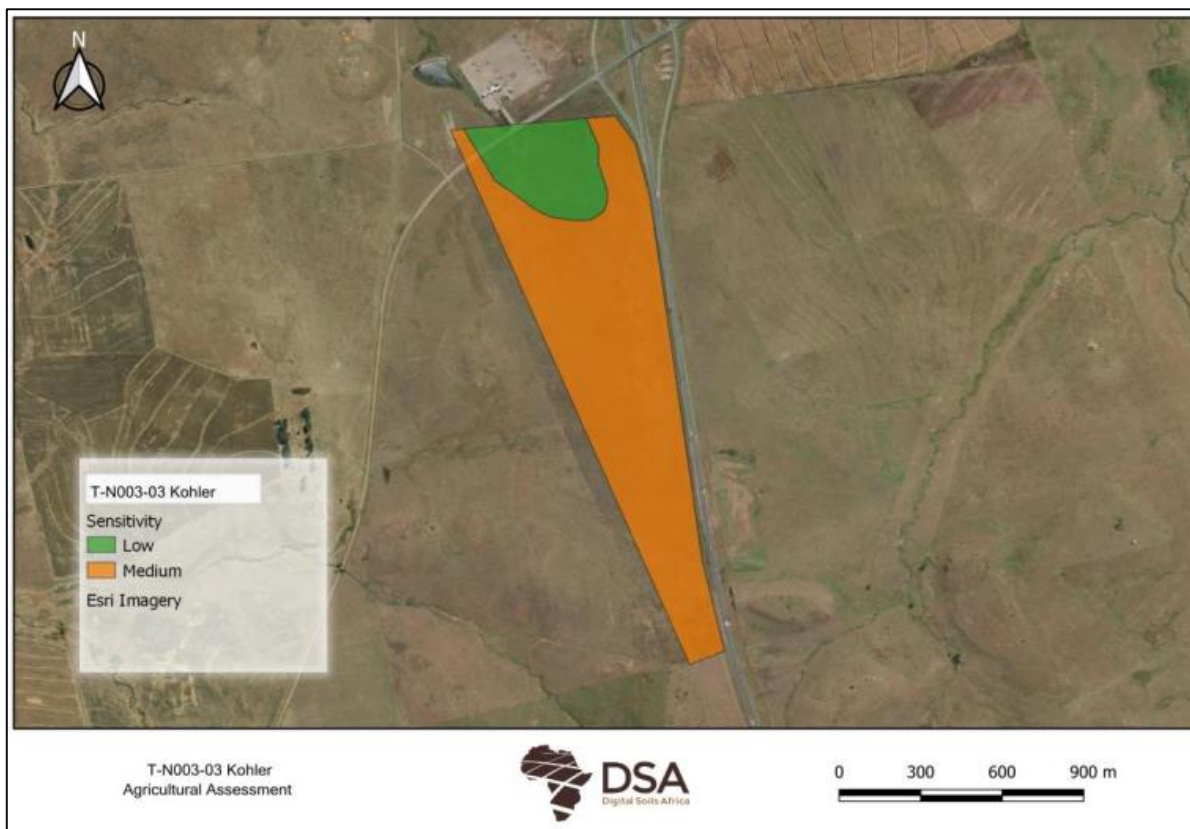 N
T-N003-03 Kohler
Sensitivity
Low
Medium
Esri Imagery
T-N003-03 Kohler
Agricultural Assessment
DSA
Digital Soils Africa
0 300 600 900 m